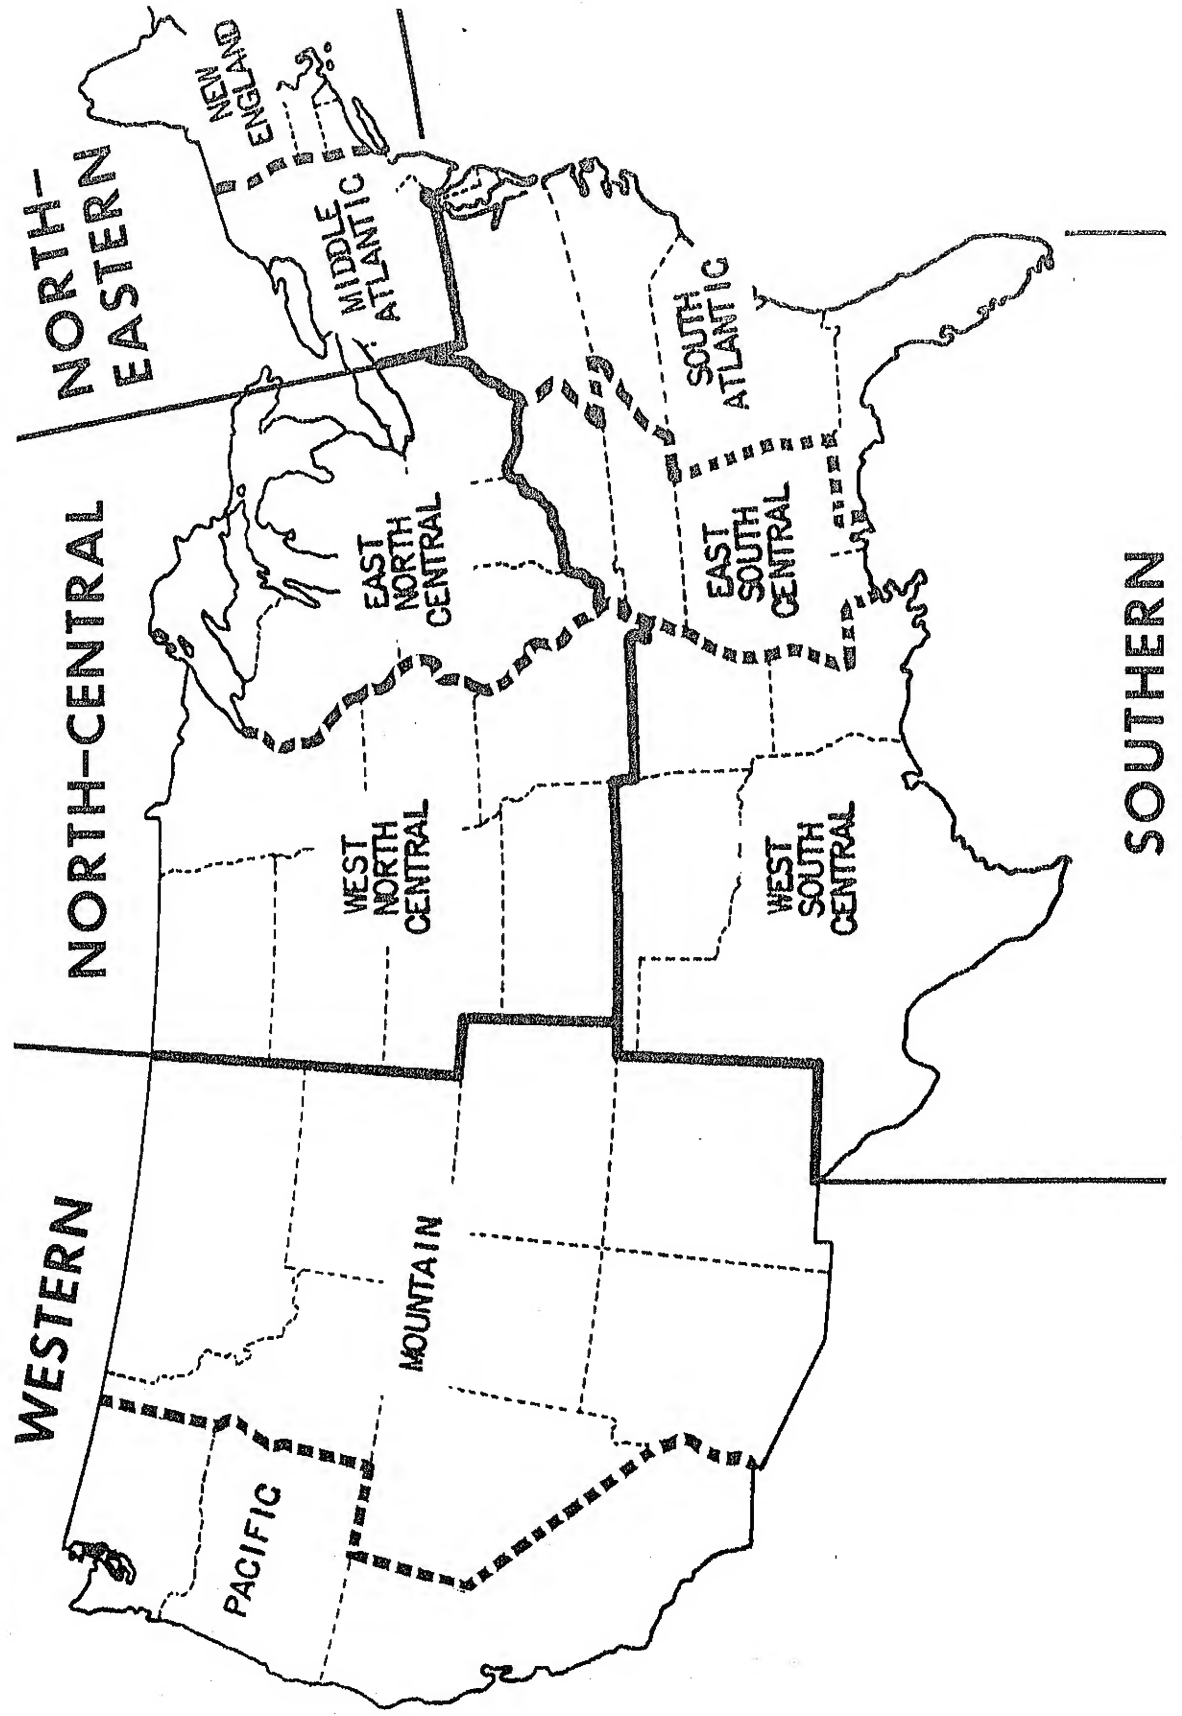 WESTERN
NORTH-CENTRAL
NORTH-
EASTERN
PACIFIC
MOUNTAIN
WEST
NORTH
CENTRAL
EAST
NORTH
CENTRAL
MIDDLE
ATLANTIC
NEW
ENGLAND
WEST
SOUTH
CENTRAL
EAST
SOUTH
CENTRAL
SOUTH
ATLANTIC
SOUTHERN